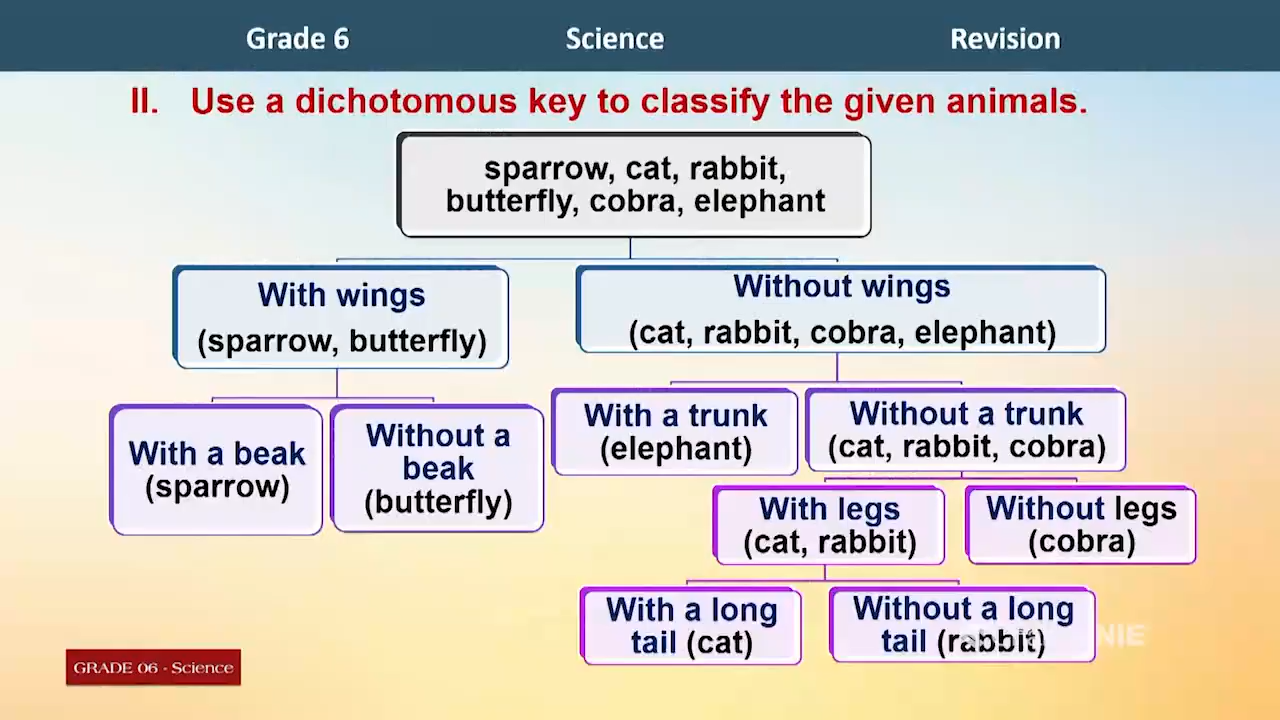 Grade 6 Science Revision
II. Use a dichotomous key to classify the given animals.
sparrow, cat, rabbit,
butterfly, cobra, elephant
With wings
(sparrow, butterfly)
Without wings
(cat, rabbit, cobra, elephant)
With a beak
(sparrow)
Without a
beak
(butterfly)
With a trunk
(elephant)
Without a trunk
(cat, rabbit, cobra)
With legs
(cat, rabbit)
Without legs
(cobra)
With a long
tail (cat)
Without a long
tail (rabbit)
NIE
GRADE 06 - Science